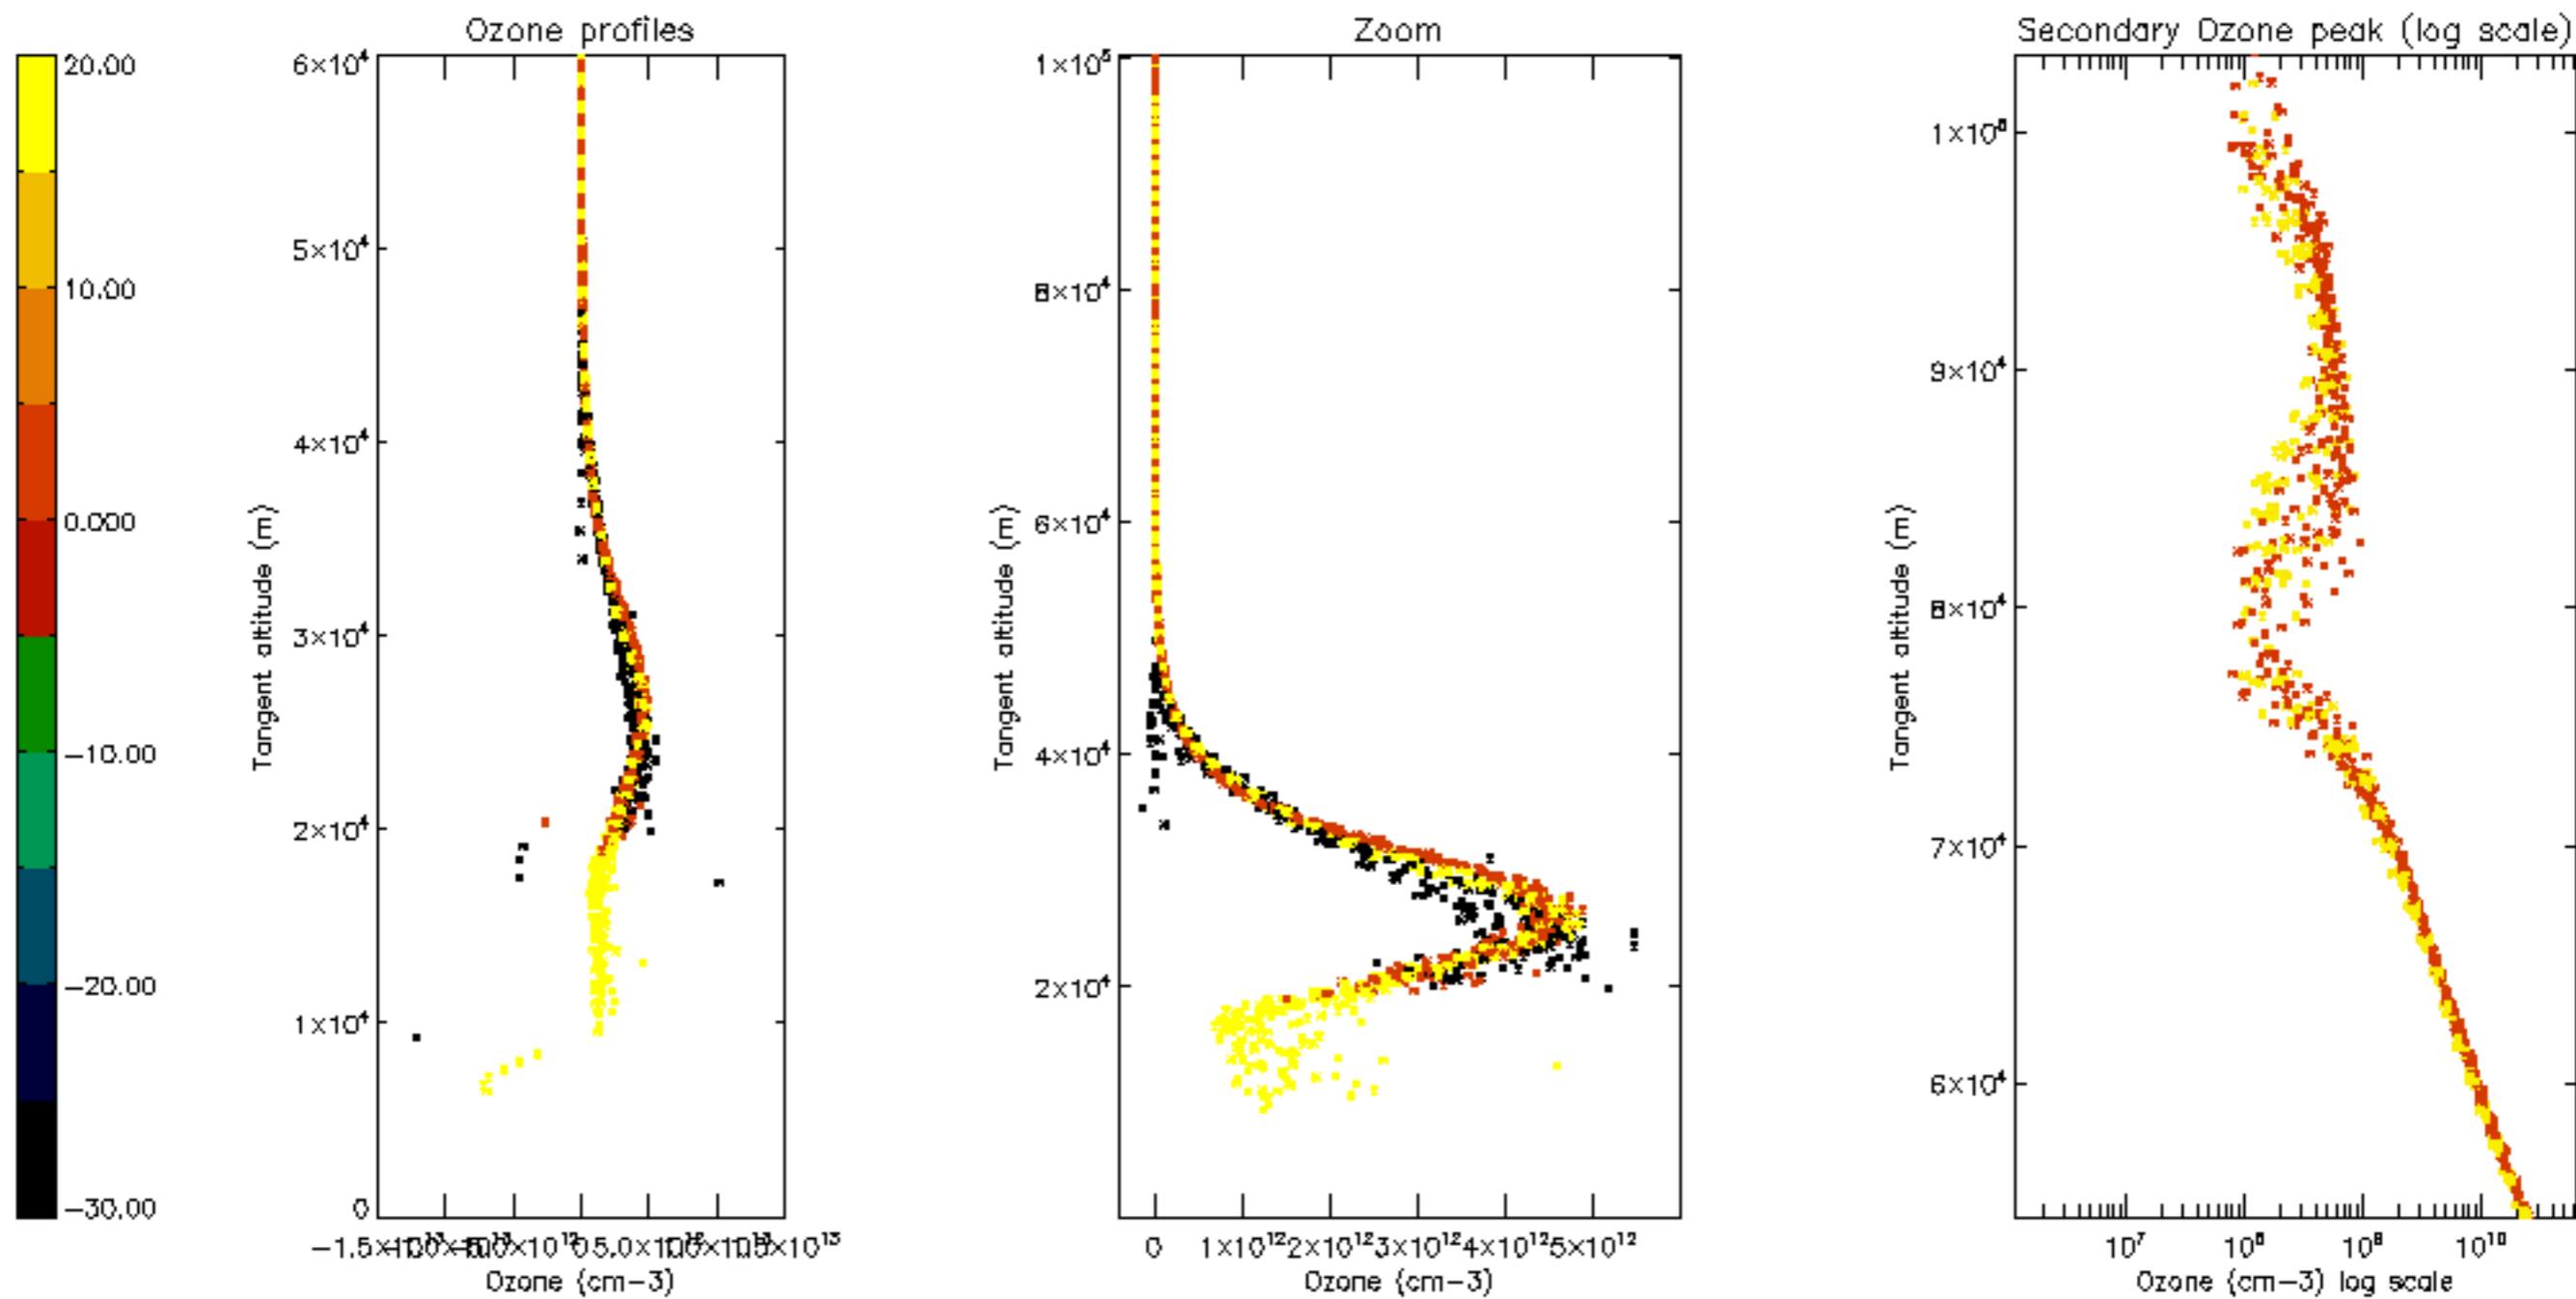 Ozone profiles
Zoom
Secondary Ozone peak (log scale)
20.00
10.00
0.000
−10.00
−20.00
−30.00
6×10⁴
5×10⁴
4×10⁴
3×10⁴
2×10⁴
1×10⁴
0
Tangent altitude (m)
Ozone (cm−3)
1×10⁵
8×10⁴
6×10⁴
4×10⁴
2×10⁴
Tangent altitude (m)
0 1×10¹² 2×10¹² 3×10¹² 4×10¹² 5×10¹²
Ozone (cm−3)
9×10⁴
8×10⁴
7×10⁴
6×10⁴
Tangent altitude (m)
10⁷ 10⁸ 10⁹ 10¹⁰
Ozone (cm−3) log scale